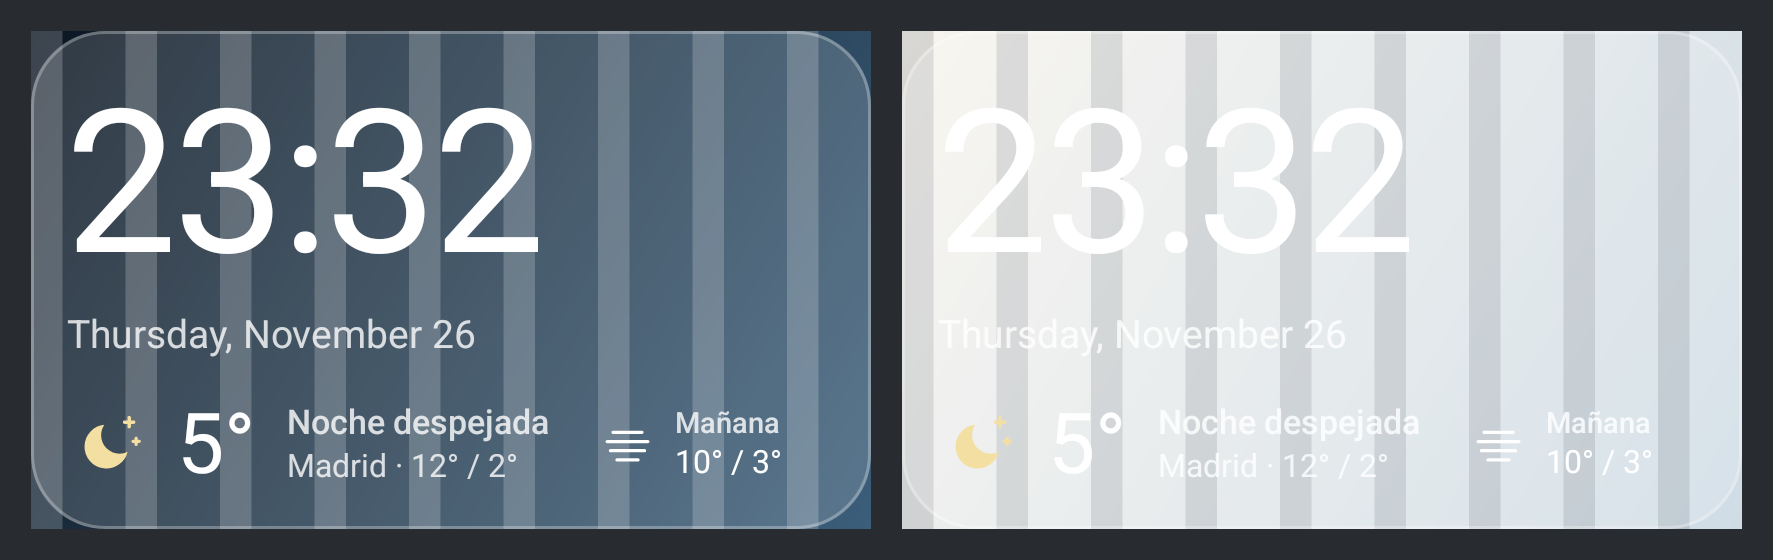 23:32
Thursday, November 26
5°
Noche despejada
Madrid · 12° / 2°
Mañana
10° / 3°
23:32
Thursday, November 26
5°
Noche despejada
Madrid · 12° / 2°
Mañana
10° / 3°